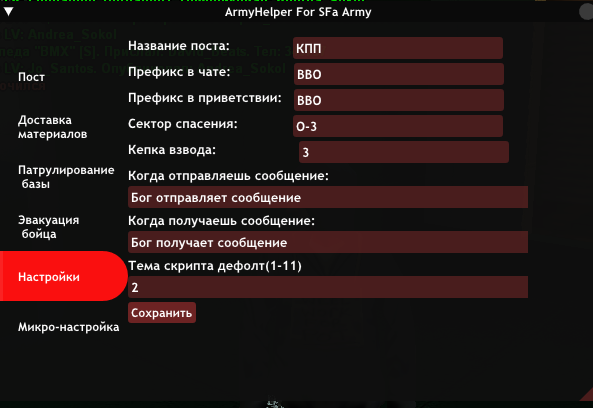 ArmyHelper For SFa Army
LV: Andrea_Sokol
Пост
Доставка
материалов
Патрулирование
базы
Эвакуация
бойца
Настройки
Микро-настройка
Название поста: КПП
Префикс в чате: ВВО
Префикс в приветствии: ВВО
Сектор спасения: О-3
Кепка взвода: 3
Когда отправляешь сообщение:
Бог отправляет сообщение
Когда получаешь сообщение:
Бог получает сообщение
Тема скрипта дефолт(1-11)
2
Сохранить